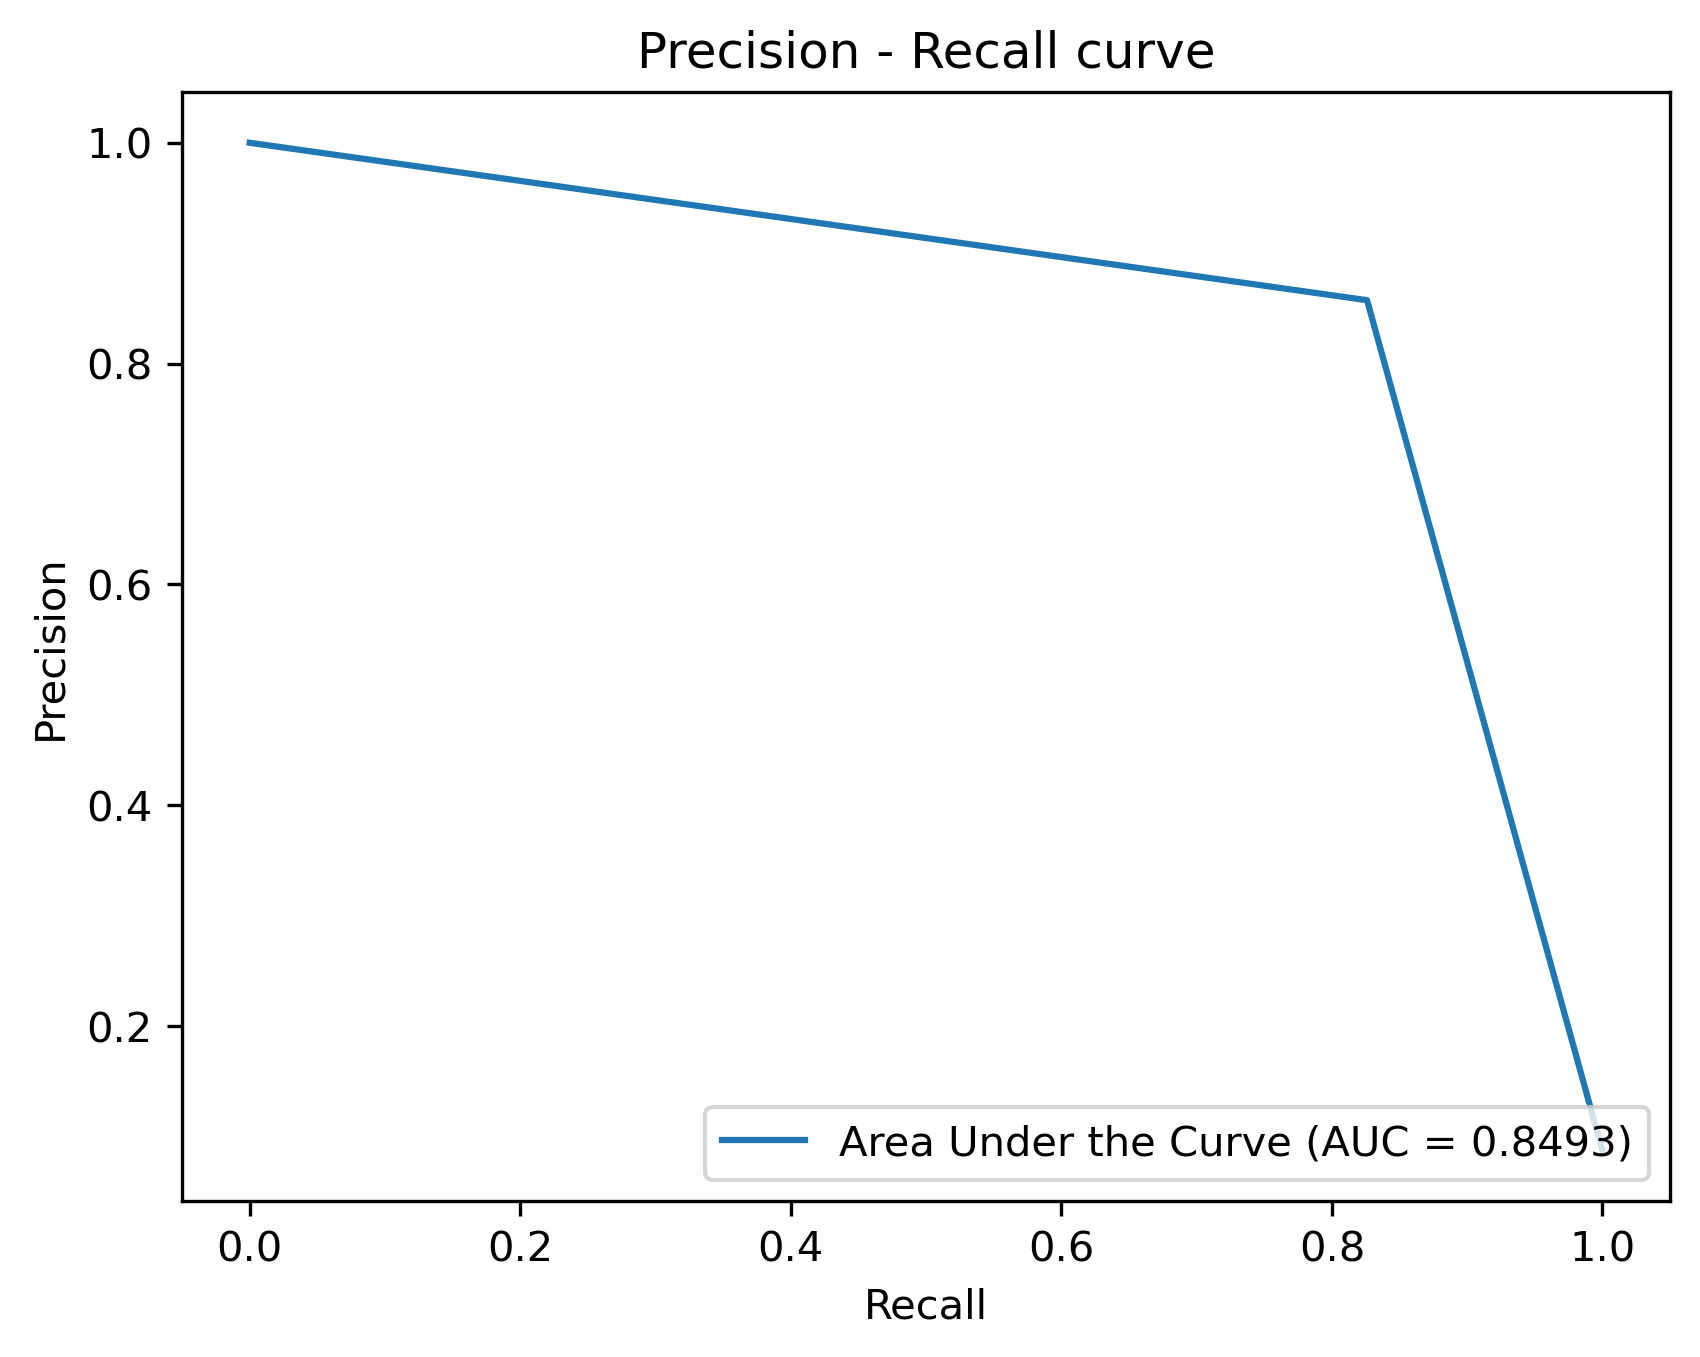 Precision - Recall curve
Precision
1.0
0.8
0.6
0.4
0.2
Area Under the Curve (AUC = 0.8493)
0.0 0.2 0.4 0.6 0.8 1.0
Recall